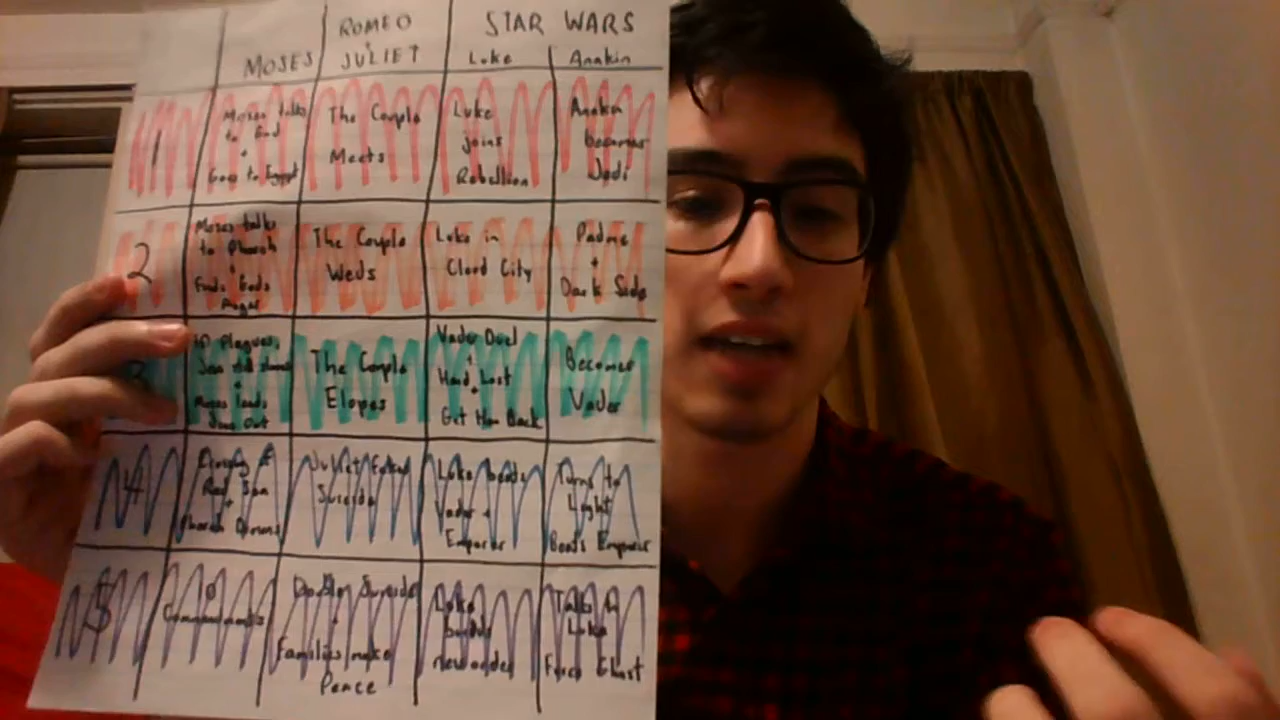 ROMEO
+
JULIET
STAR WARS
MOSES
Luke
Anakin
1
Moses talks
to God
+
Goes to Egypt
The Couple
Meets
Luke
joins
Rebellion
Anakin
becomes
Jedi
2
Moses talks
to Pharoh
+
Finds Gods
Anger
The Couple
Weds
Luke in
Cloud City
Padme
+
Dark Side
3
10 Plagues,
+
Moses leads
Out
The Couple
Elopes
Vader Duel
+
Hand Lost
+
Get Han Back
Becomes
Vader
4
Red Sea
+
Pharoh Drowns
Juliet faked
Suicide
Luke beats
Vader +
Emperor
Turns to
Light
Beats Emperor
5
10
Commandments
Double Suicide
+
Families make
Peace
Luke
builds
new order
Talks to
Luke
Force Ghost